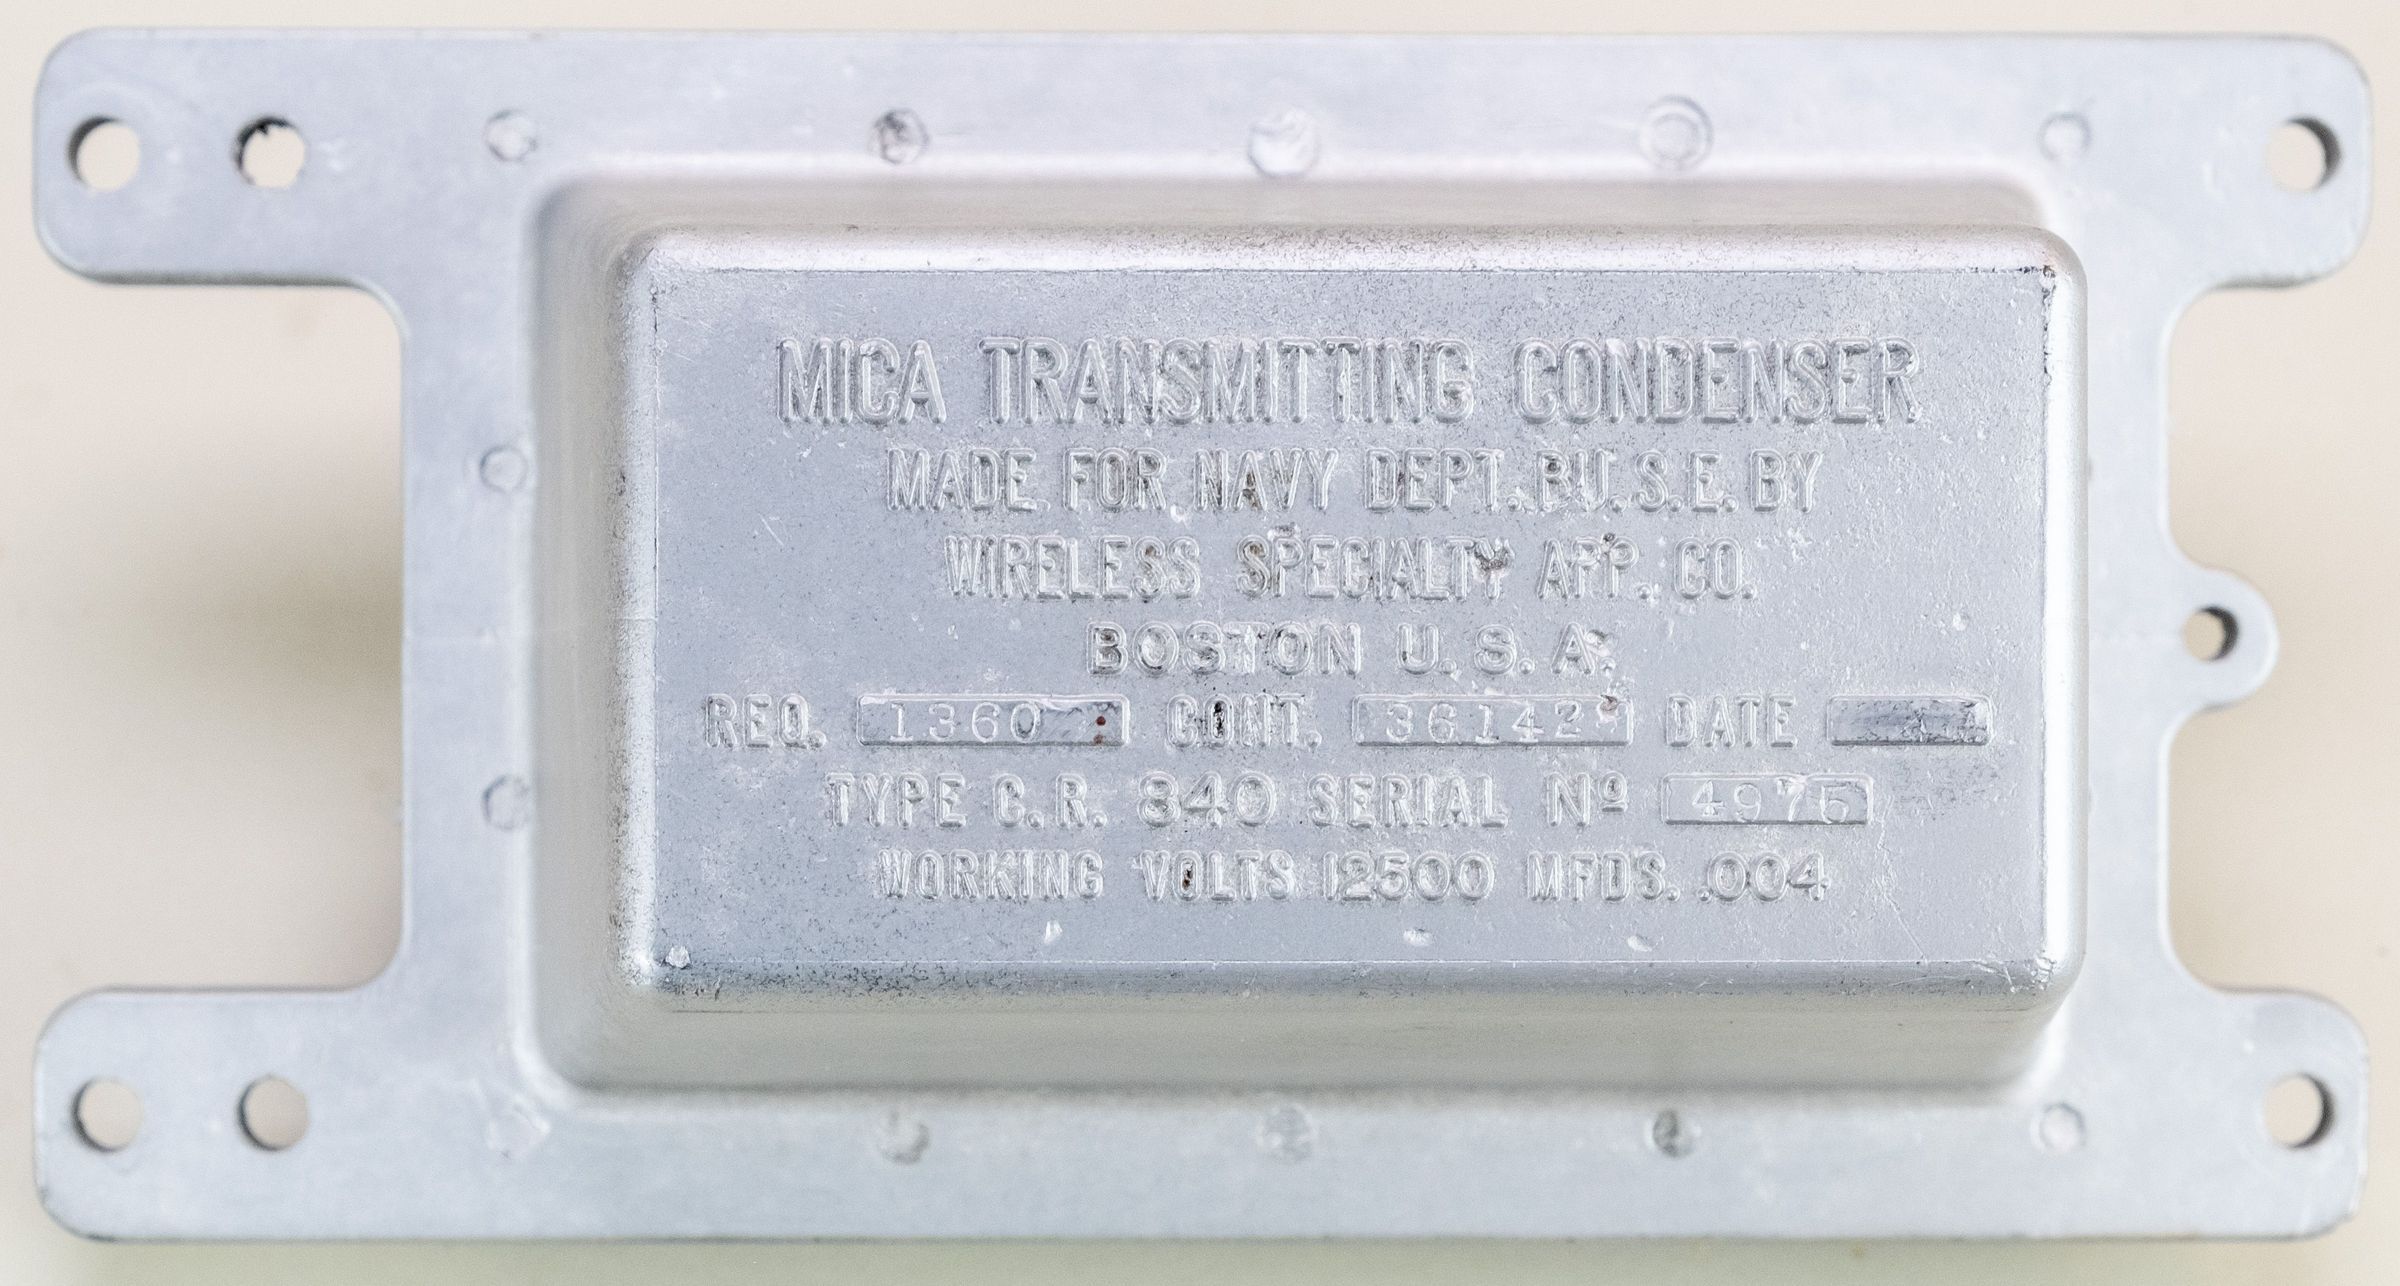 MICA TRANSMITTING CONDENSER
MADE FOR NAVY DEPT. BU. S. E. BY
WIRELESS SPECIALTY APP. CO.
BOSTON U. S. A.
REQ. 1360 CONT. 36142 DATE
TYPE C. R. 840 SERIAL Nº 4975
WORKING VOLTS 12500 MFDS. .004